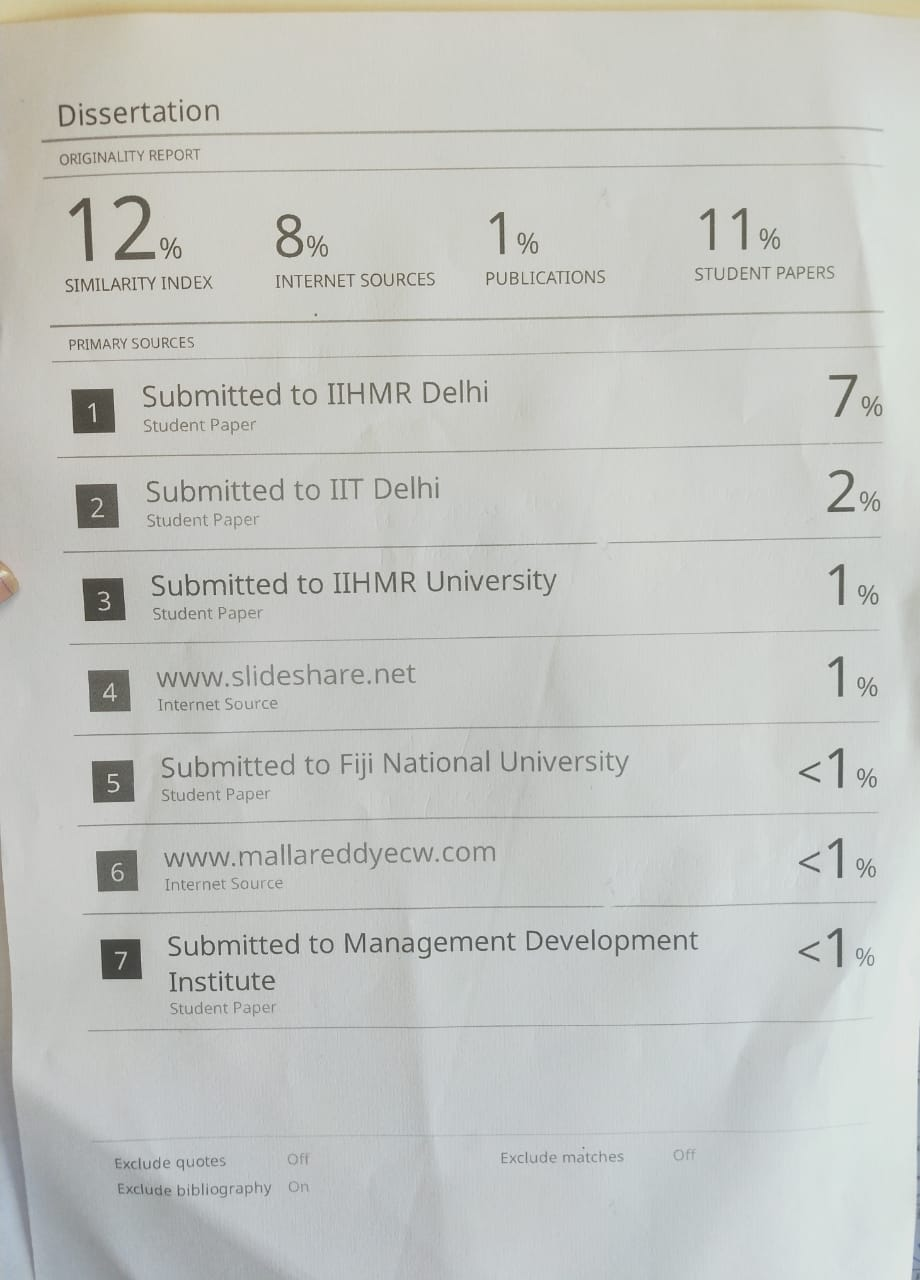 Dissertation
ORIGINALITY REPORT
12% 8% 1% 11%
SIMILARITY INDEX INTERNET SOURCES PUBLICATIONS STUDENT PAPERS
PRIMARY SOURCES
1 Submitted to IIHMR Delhi 7%
Student Paper
2 Submitted to IIT Delhi 2%
Student Paper
3 Submitted to IIHMR University 1%
Student Paper
4 www.slideshare.net 1%
Internet Source
5 Submitted to Fiji National University <1%
Student Paper
6 www.mallareddyecw.com <1%
Internet Source
7 Submitted to Management Development <1%
Institute
Student Paper
Exclude quotes Off Exclude matches Off
Exclude bibliography On